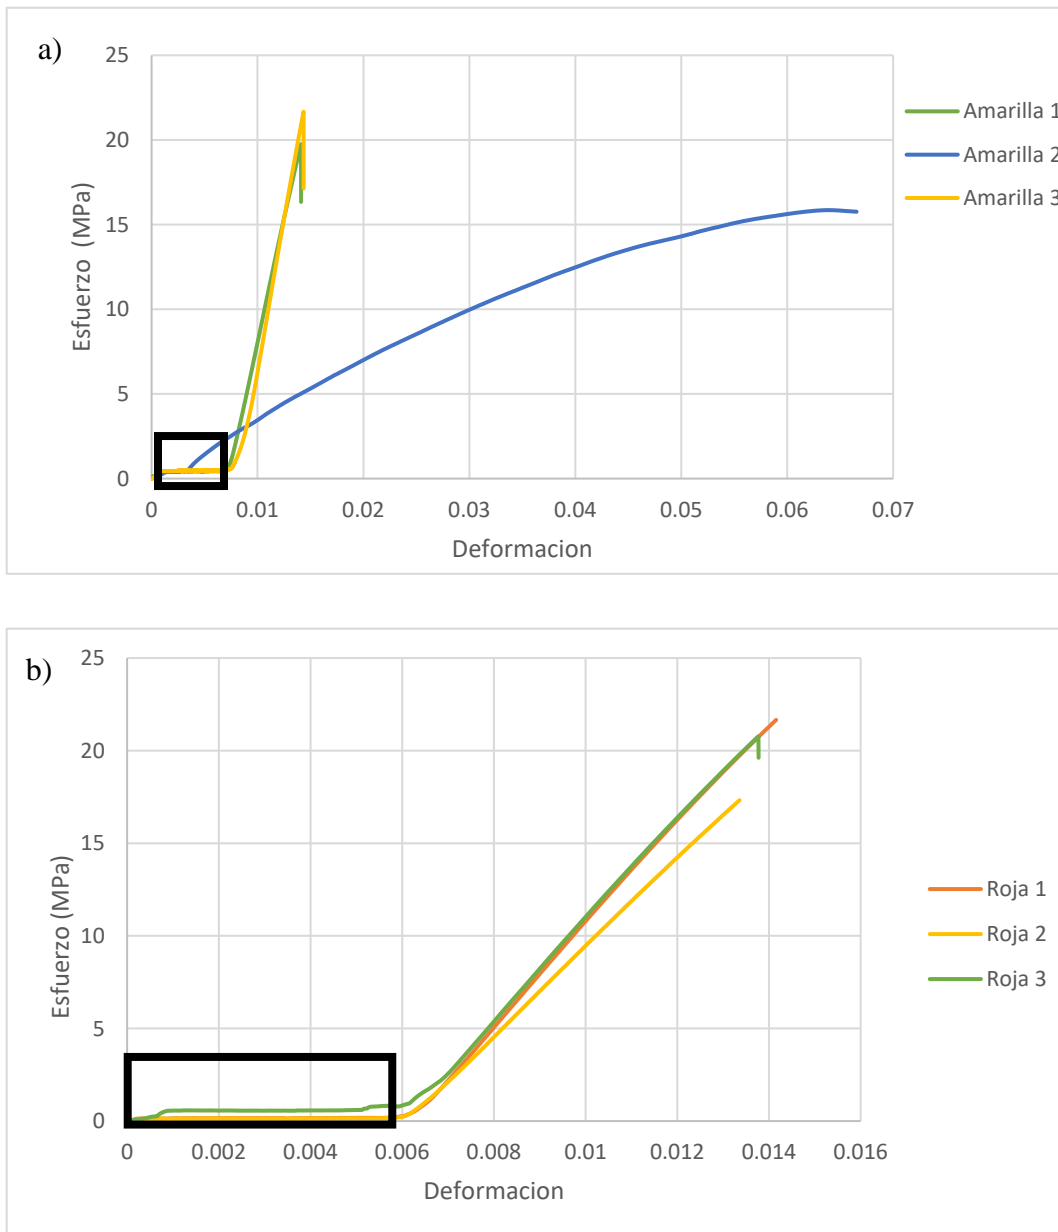 a)
25
20
15
10
5
0
Esfuerzo (MPa)
0 0.01 0.02 0.03 0.04 0.05 0.06 0.07
Deformacion
Amarilla 1
Amarilla 2
Amarilla 3
b)
25
20
15
10
5
0
Esfuerzo (MPa)
0 0.002 0.004 0.006 0.008 0.01 0.012 0.014 0.016
Deformacion
Roja 1
Roja 2
Roja 3